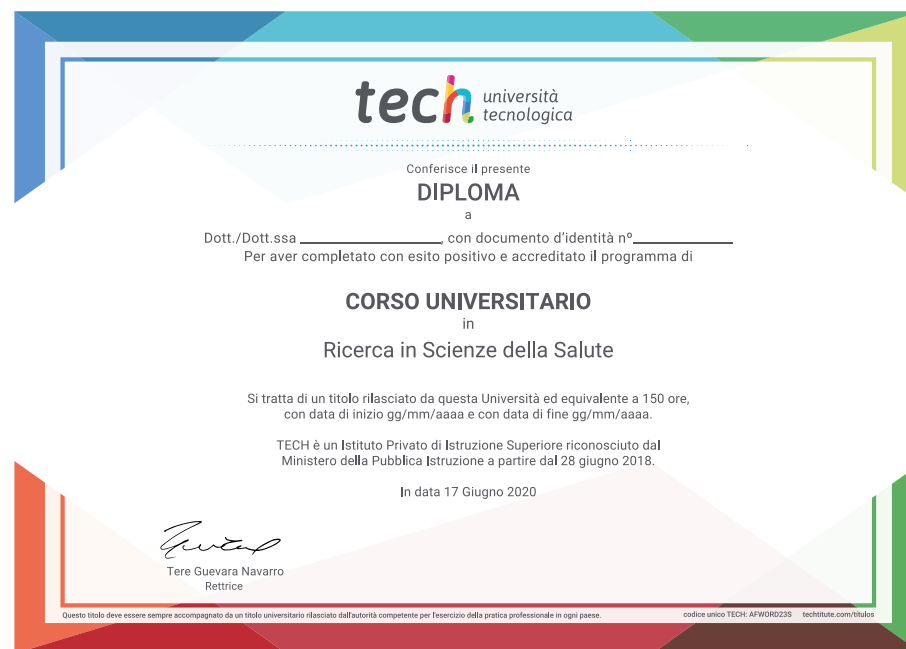 tech università
tecnologica
Conferisce il presente
DIPLOMA
a
Dott./Dott.ssa ____________________, con documento d'identità nº______________
Per aver completato con esito positivo e accreditato il programma di
CORSO UNIVERSITARIO
in
Ricerca in Scienze della Salute
Si tratta di un titolo rilasciato da questa Università ed equivalente a 150 ore,
con data di inizio gg/mm/aaaa e con data di fine gg/mm/aaaa.
TECH è un Istituto Privato di Istruzione Superiore riconosciuto dal
Ministero della Pubblica Istruzione a partire dal 28 giugno 2018.
In data 17 Giugno 2020
Tere Guevara Navarro
Rettrice
Questo titolo deve essere sempre accompagnato da un titolo universitario rilasciato dall'autorità competente per l'esercizio della pratica professionale in ogni paese.
codice unico TECH: AFWORD23S techtitute.com/titulos